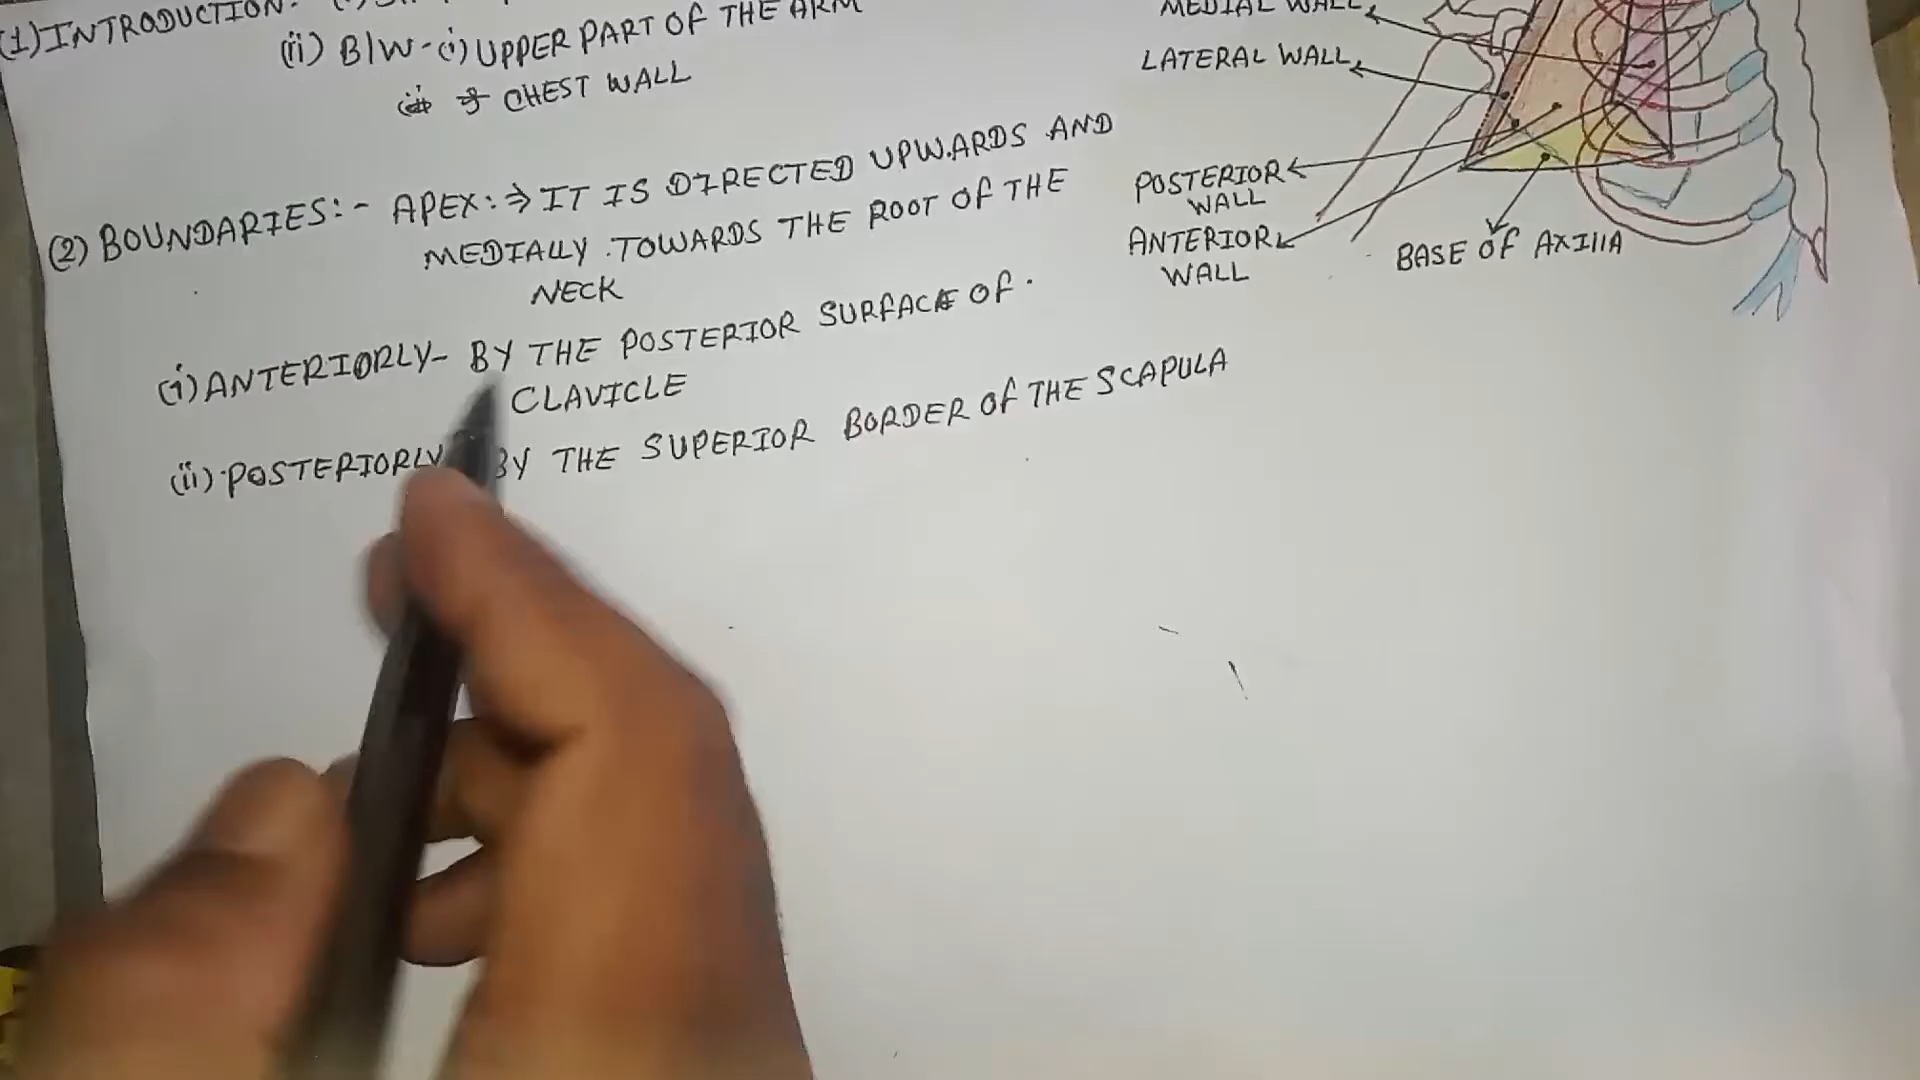 (1) INTRODUCTION:
(ii) B/W - (i) UPPER PART OF THE ARM
CHEST WALL
(2) BOUNDARIES:- APEX:⇒ IT IS DIRECTED UPWARDS AND
MEDIALLY TOWARDS THE ROOT OF THE
NECK
(i) ANTERIORLY- BY THE POSTERIOR SURFACE OF
CLAVICLE
(ii) POSTERIORLY BY THE SUPERIOR BORDER OF THE SCAPULA
MEDIAL WALL
LATERAL WALL
POSTERIOR
WALL
ANTERIOR
WALL
BASE OF AXIllA